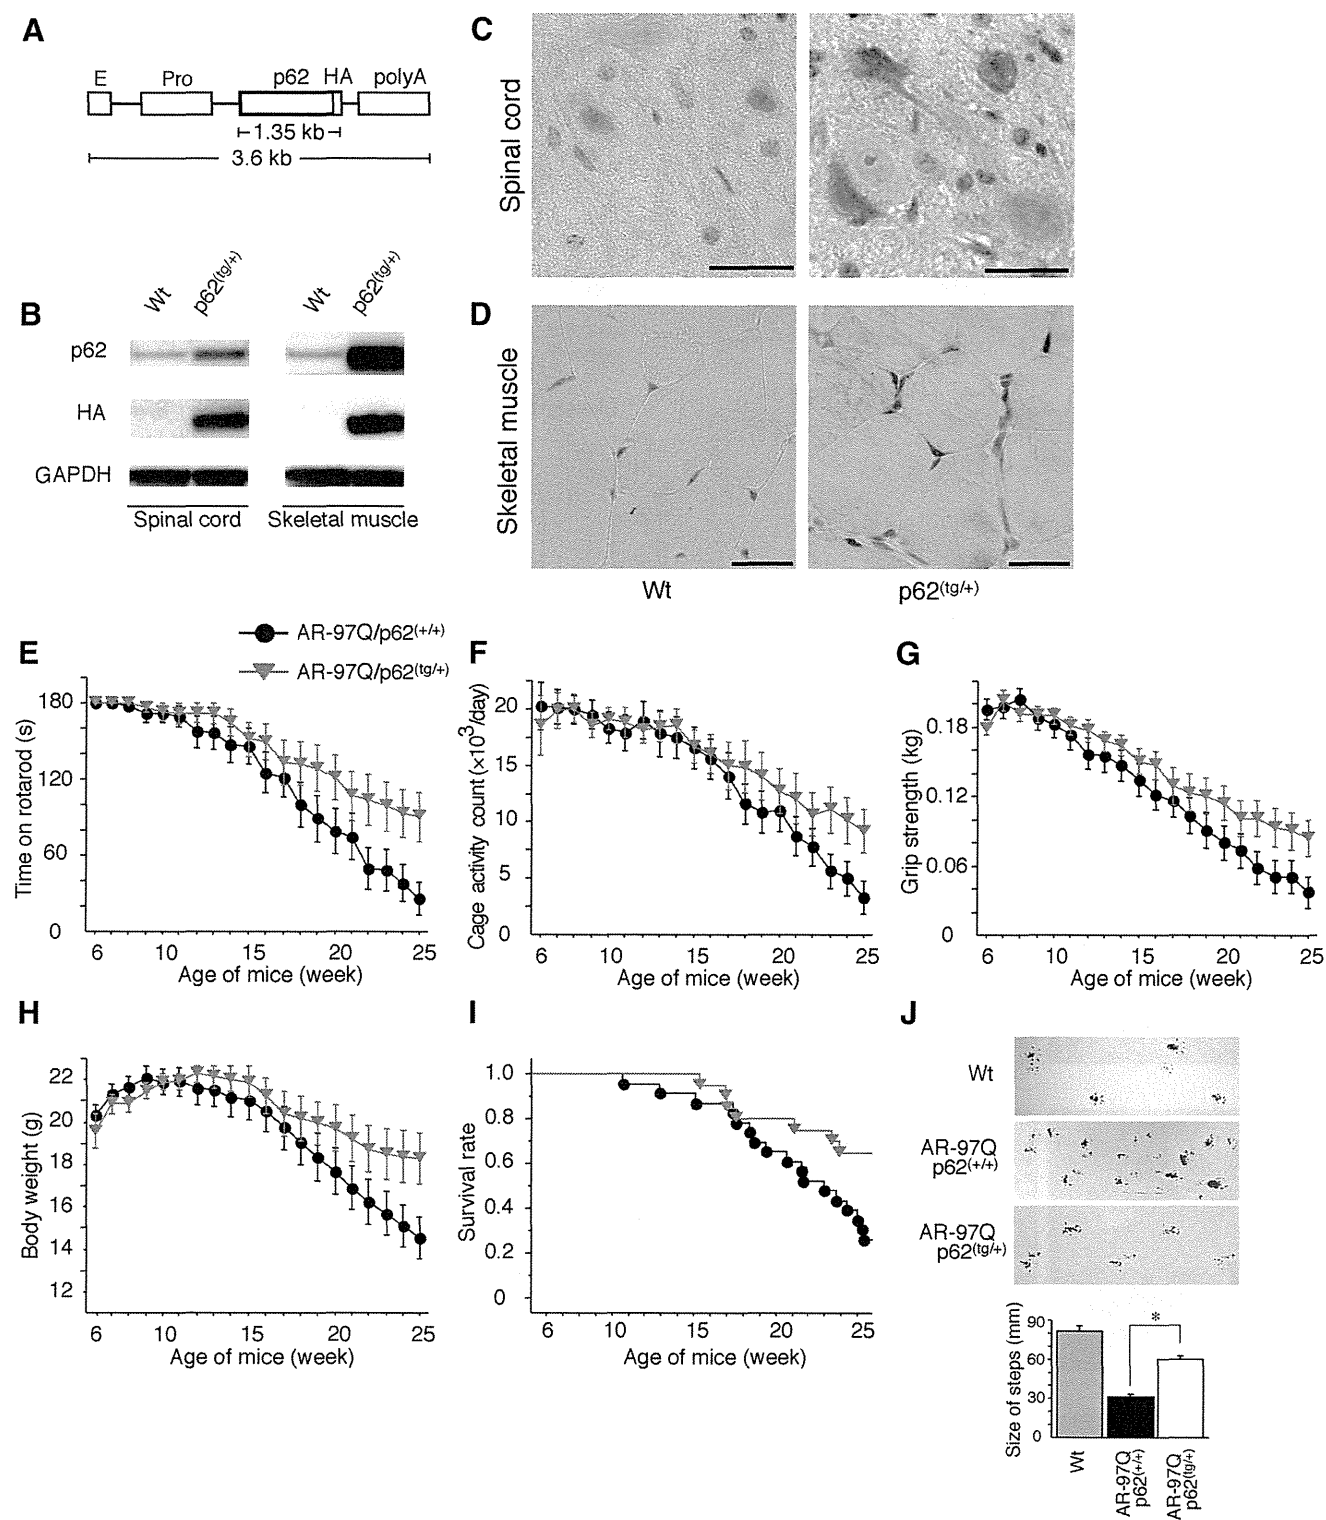 A
E Pro p62 HA polyA
1.35 kb
3.6 kb
B
Wt p62(tg/+) Wt p62(tg/+)
p62
HA
GAPDH
Spinal cord Skeletal muscle
C
Spinal cord
D
Skeletal muscle
Wt p62(tg/+)
AR-97Q/p62(+/+)
AR-97Q/p62(tg/+)
E
Time on rotarod (s)
180
120
60
0
6 10 15 20 25
Age of mice (week)
F
Cage activity count (×10³/day)
20
15
10
5
0
6 10 15 20 25
Age of mice (week)
G
Grip strength (kg)
0.18
0.12
0.06
0
6 10 15 20 25
Age of mice (week)
H
Body weight (g)
22
20
18
16
14
12
6 10 15 20 25
Age of mice (week)
I
Survival rate
1.0
0.8
0.6
0.4
0.2
0
6 10 15 20 25
Age of mice (week)
J
Wt
AR-97Q
p62(+/+)
AR-97Q
p62(tg/+)
Size of steps (mm)
90
60
30
0
*
Wt
AR-97Q
p62(+/+)
AR-97Q
p62(tg/+)